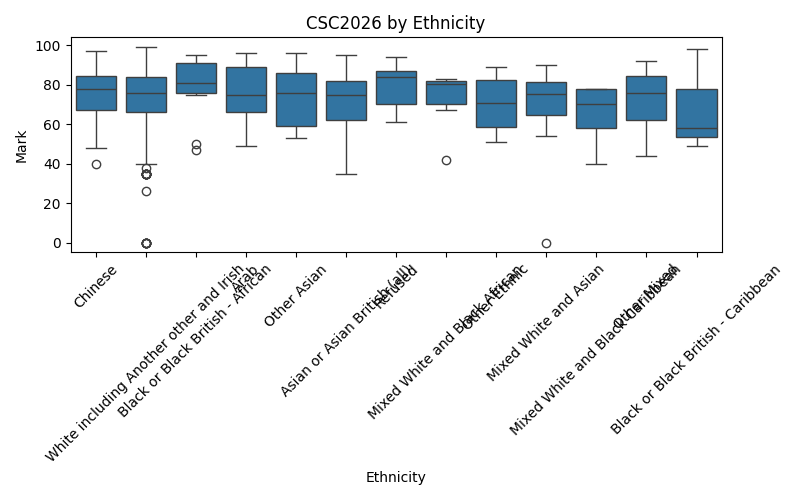 CSC2026 by Ethnicity
Mark
100
80
60
40
20
0
Chinese
White including Another other and Irish
Black or Black British - African
Arab
Other Asian
Asian or Asian British (all)
Refused
Mixed White and Black African
Other Ethnic
Mixed White and Asian
Mixed White and Black Caribbean
Other Mixed
Black or Black British - Caribbean
Ethnicity